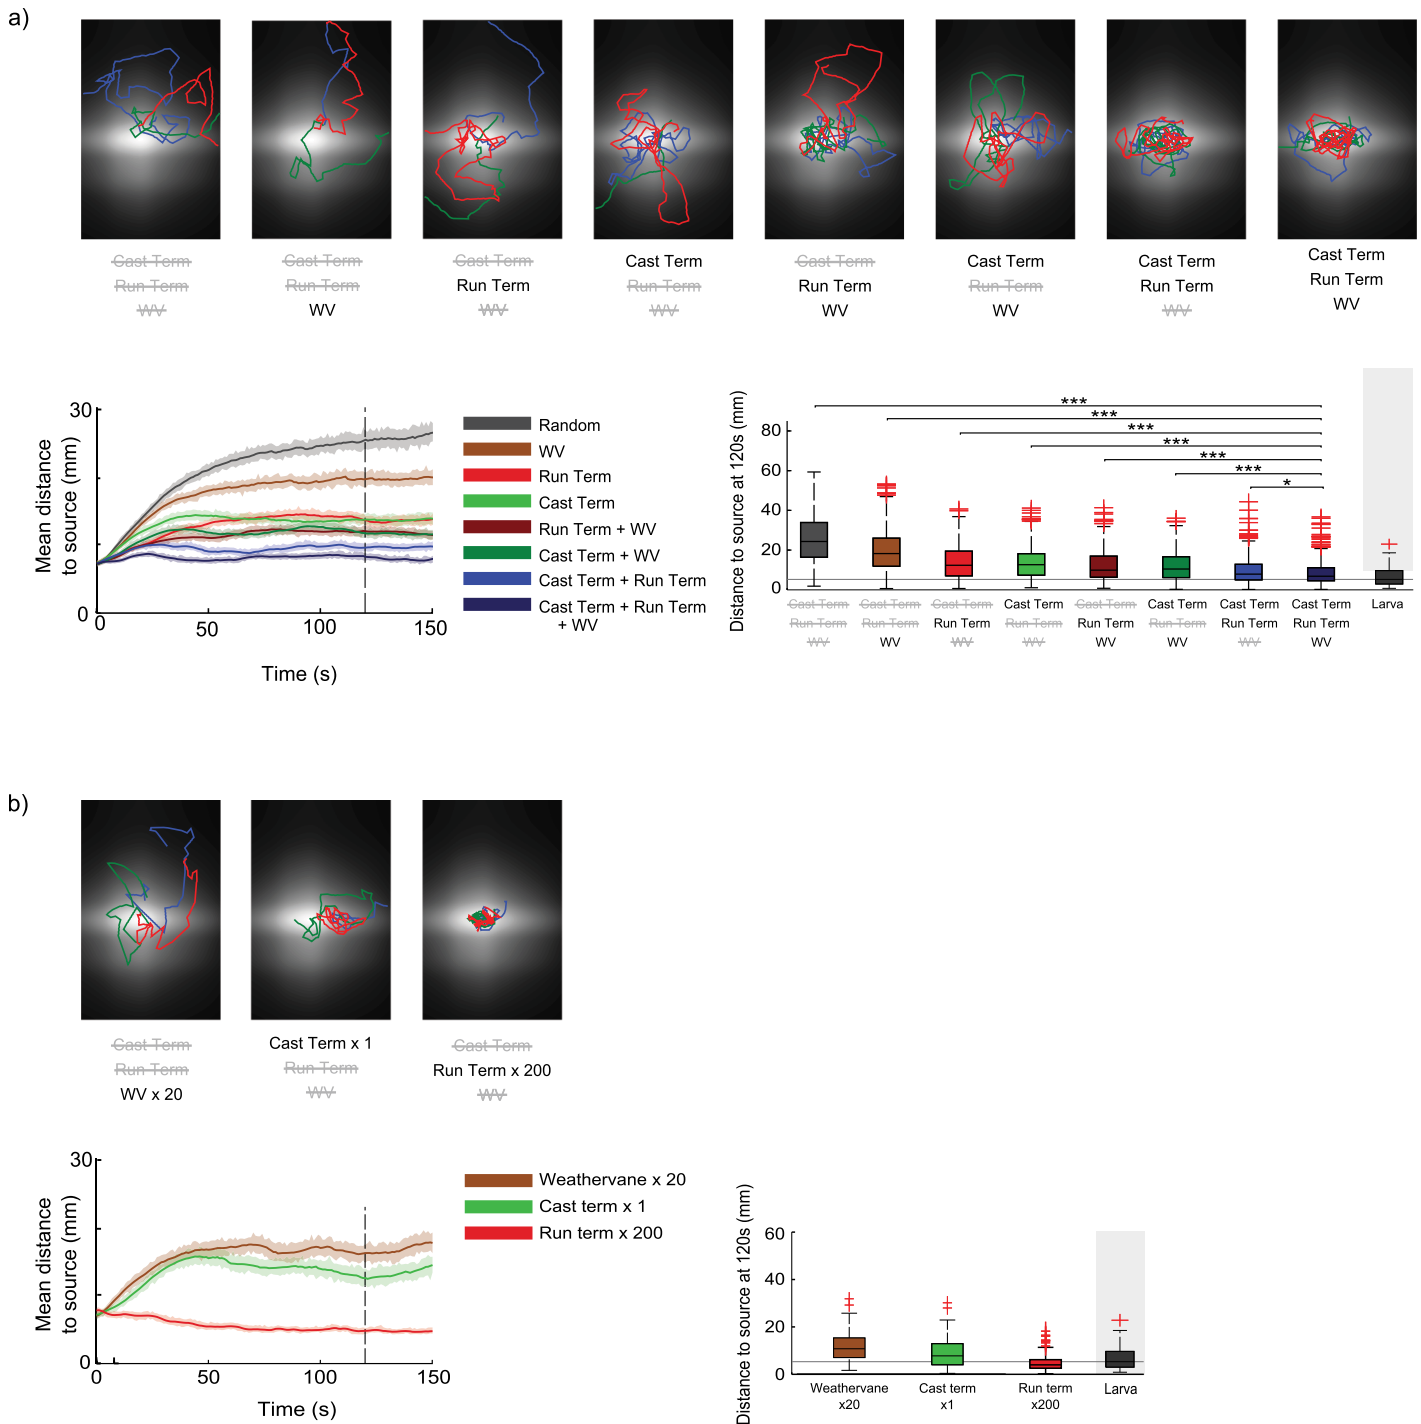 a)
Cast Term
Run Term
WV
Cast Term
Run Term
WV
Cast Term
Run Term
WV
Cast Term
Run Term
WV
Cast Term
Run Term
WV
Cast Term
Run Term
WV
Cast Term
Run Term
WV
Cast Term
Run Term
WV
Mean distance
to source (mm)
30
0
0
50
100
150
Time (s)
Random
WV
Run Term
Cast Term
Run Term + WV
Cast Term + WV
Cast Term + Run Term
Cast Term + Run Term
+ WV
Distance to source at 120s (mm)
80
60
40
20
0
***
***
***
***
***
***
*
Cast Term
Run Term
WV
Cast Term
Run Term
WV
Cast Term
Run Term
WV
Cast Term
Run Term
WV
Cast Term
Run Term
WV
Cast Term
Run Term
WV
Cast Term
Run Term
WV
Cast Term
Run Term
WV
Larva
b)
Cast Term
Run Term
WV x 20
Cast Term x 1
Run Term
WV
Cast Term
Run Term x 200
WV
Mean distance
to source (mm)
30
0
0
50
100
150
Time (s)
Weathervane x 20
Cast term x 1
Run term x 200
Distance to source at 120s (mm)
60
40
20
0
Weathervane
x20
Cast term
x1
Run term
x200
Larva